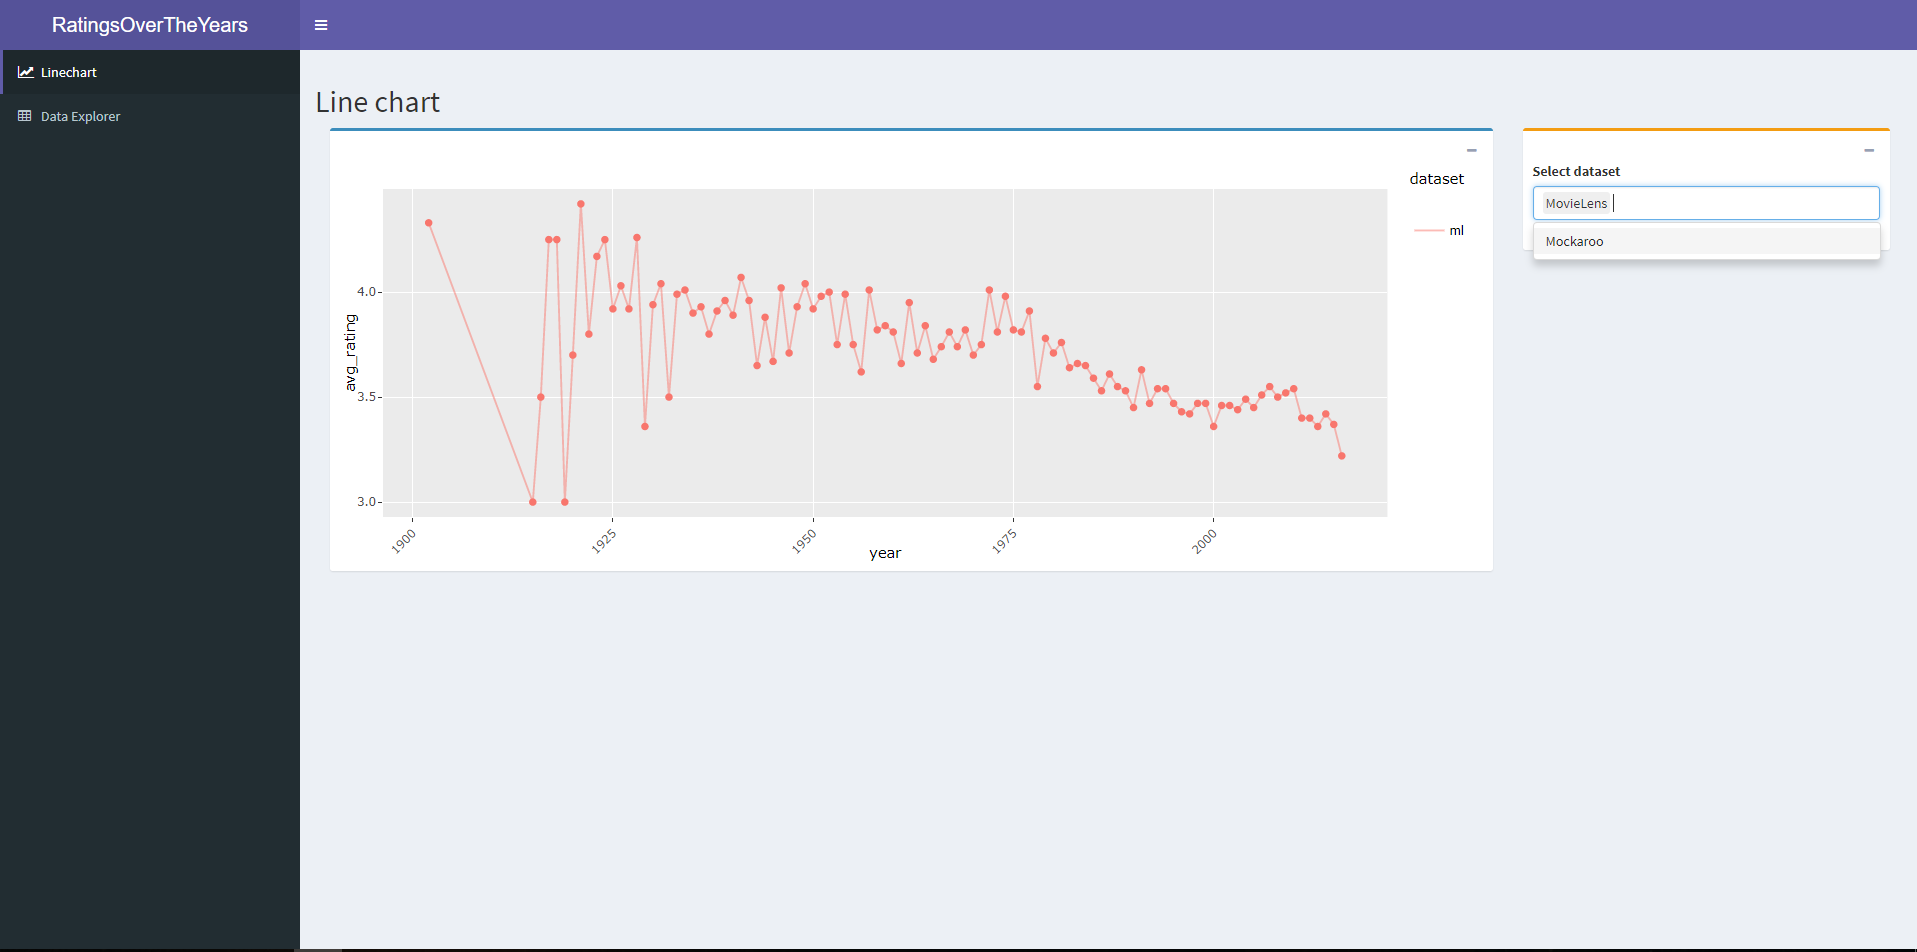 RatingsOverTheYears
Linechart
Data Explorer
Line chart
dataset
ml
4.0
3.5
3.0
avg_rating
1900
1925
1950
1975
2000
year
Select dataset
MovieLens
Mockaroo